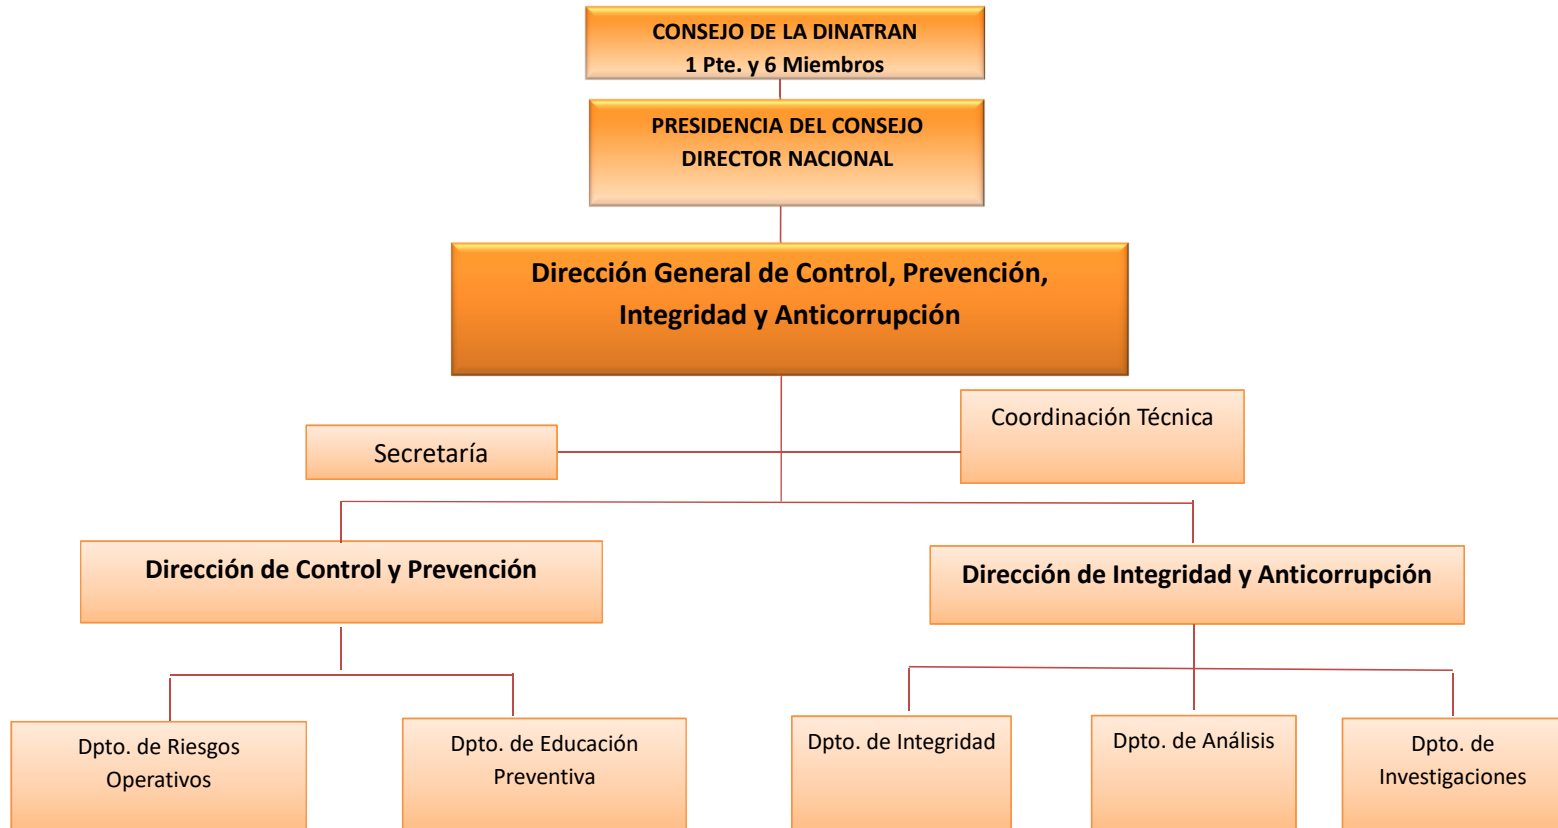 CONSEJO DE LA DINATRAN
1 Pte. y 6 Miembros
PRESIDENCIA DEL CONSEJO
DIRECTOR NACIONAL
Dirección General de Control, Prevención,
Integridad y Anticorrupción
Secretaría
Coordinación Técnica
Dirección de Control y Prevención
Dirección de Integridad y Anticorrupción
Dpto. de Riesgos
Operativos
Dpto. de Educación
Preventiva
Dpto. de Integridad
Dpto. de Análisis
Dpto. de
Investigaciones